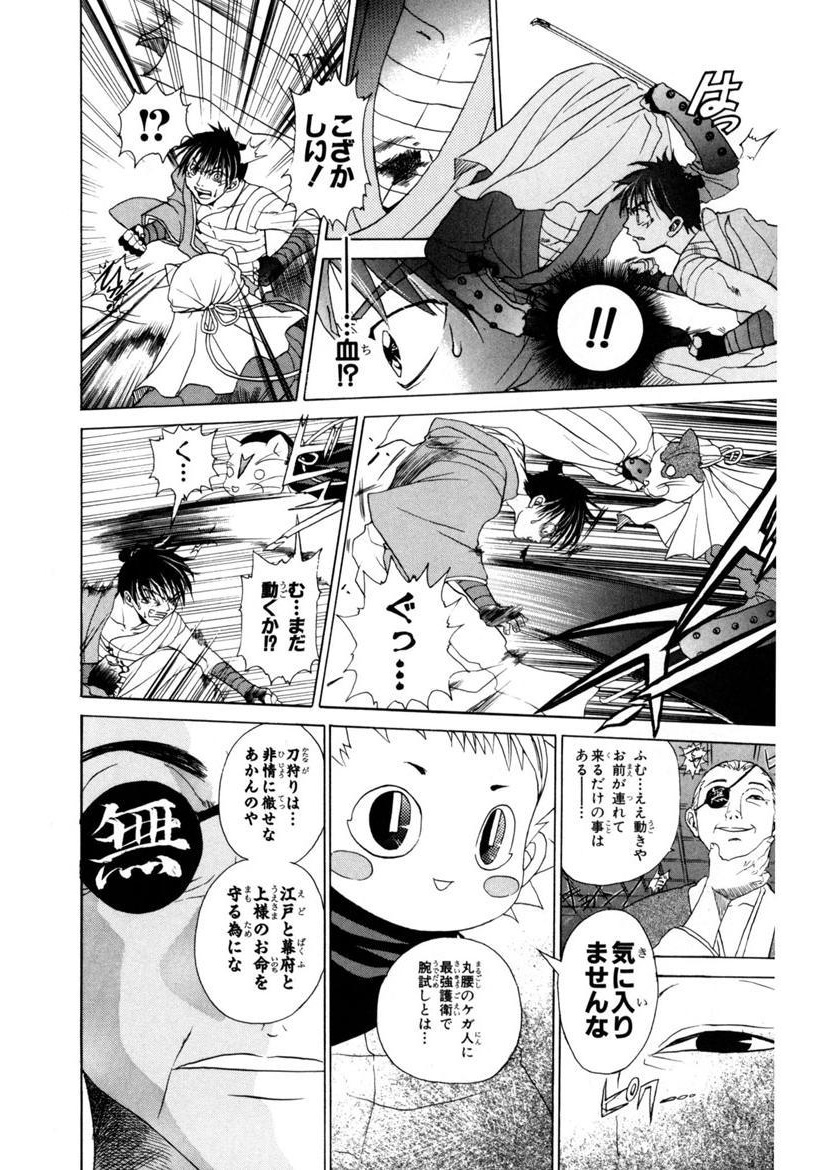 はっ
!!
こざか
しい!
………血!?
!?
ぐっ…
く…
む…まだ
動くか!?
ふむ…ええ動きや
お前が連れて
来るだけの事は
ある———
気に入り
ませんな
ピク
丸腰のケガ人に
最強護衛で
腕試しとは…
刀狩りは…
非情に徹せな
あかんのや
江戸と幕府と
上様のお命を
守る為にな
無